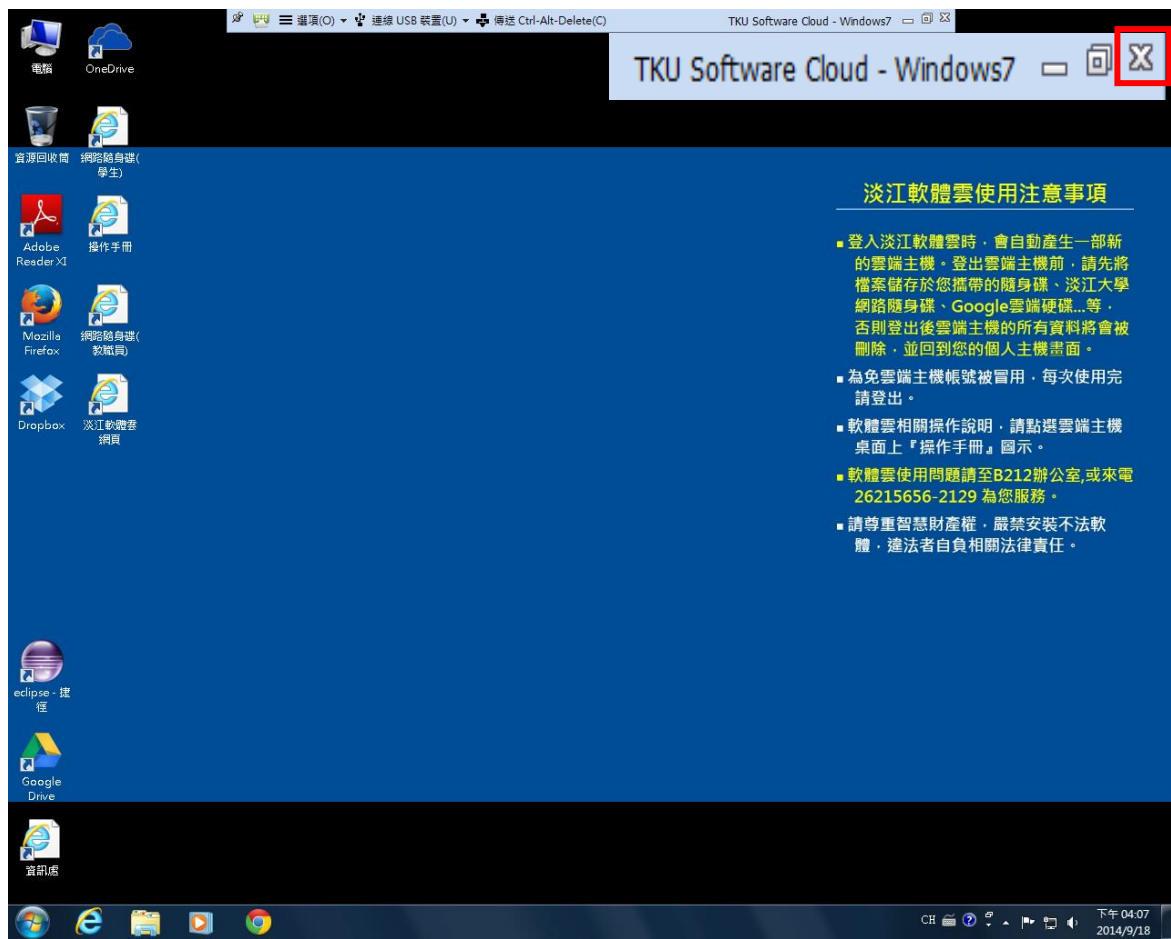 選項(O) 連線 USB 裝置(U) 傳送 Ctrl-Alt-Delete(C) TKU Software Cloud - Windows7
TKU Software Cloud - Windows7
電腦
OneDrive
資源回收筒
網路隨身碟(
學生)
Adobe
Reader XI
操作手冊
Mozilla
Firefox
網路隨身碟(
教職員)
Dropbox
淡江軟體雲
網頁
eclipse - 捷
徑
Google
Drive
資訊處
淡江軟體雲使用注意事項
▪登入淡江軟體雲時，會自動產生一部新
的雲端主機。登出雲端主機前，請先將
檔案儲存於您攜帶的隨身碟、淡江大學
網路隨身碟、Google雲端硬碟...等，
否則登出後雲端主機的所有資料將會被
刪除，並回到您的個人主機畫面。
▪為免雲端主機帳號被冒用，每次使用完
請登出。
▪軟體雲相關操作說明，請點選雲端主機
桌面上『操作手冊』圖示。
▪軟體雲使用問題請至B212辦公室,或來電
26215656-2129 為您服務。
▪請尊重智慧財產權，嚴禁安裝不法軟
體，違法者自負相關法律責任。
CH
下午 04:07
2014/9/18